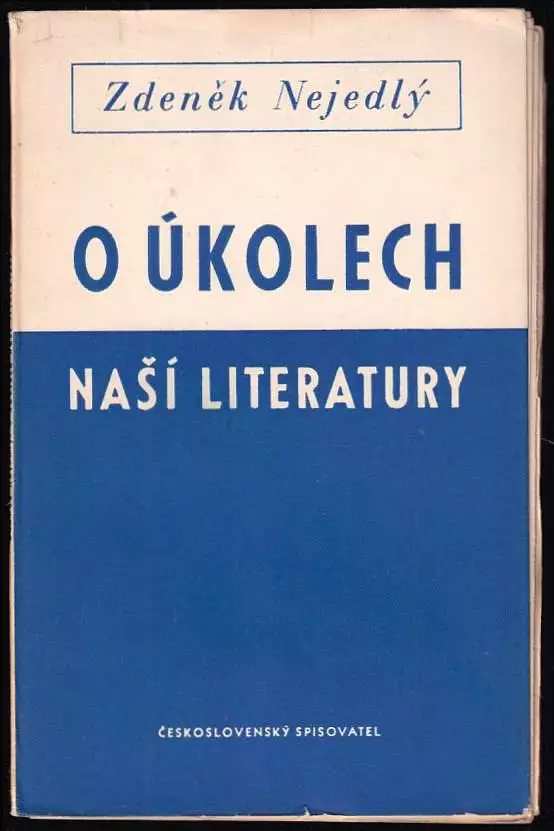 Zdeněk Nejedlý
O ÚKOLECH
NAŠÍ LITERATURY
ČESKOSLOVENSKÝ SPISOVATEL